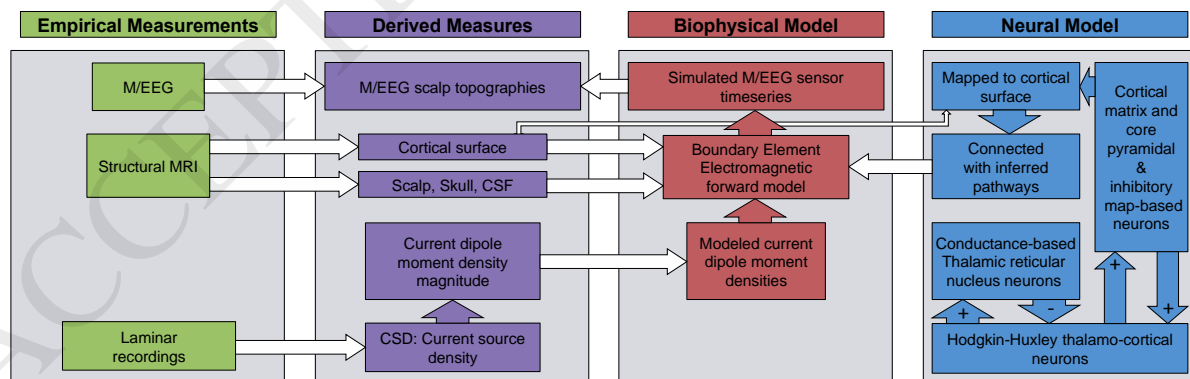 Empirical Measurements
Derived Measures
Biophysical Model
Neural Model
M/EEG
M/EEG scalp topographies
Simulated M/EEG sensor
timeseries
Mapped to cortical
surface
Cortical
matrix and
core
pyramidal
&
inhibitory
map-based
neurons
Structural MRI
Cortical surface
Scalp, Skull, CSF
Boundary Element
Electromagnetic
forward model
Connected
with inferred
pathways
Current dipole
moment density
magnitude
Modeled current
dipole moment
densities
Conductance-based
Thalamic reticular
nucleus neurons
+
-
+
+
Laminar
recordings
CSD: Current source
density
Hodgkin-Huxley thalamo-cortical
neurons
ACCEPT